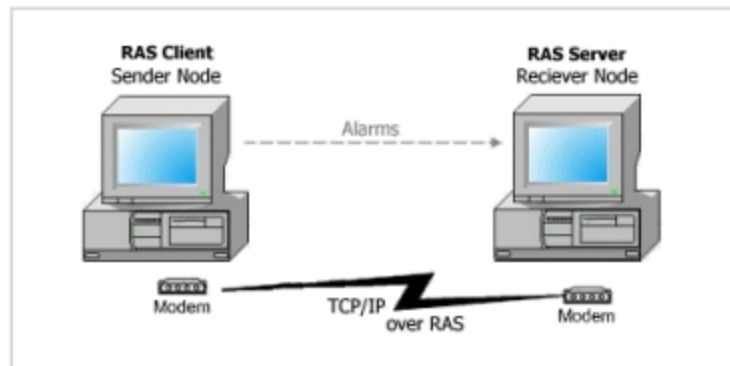 RAS Client
Sender Node
RAS Server
Reciever Node
Alarms
Modem
TCP/IP
over RAS
Modem